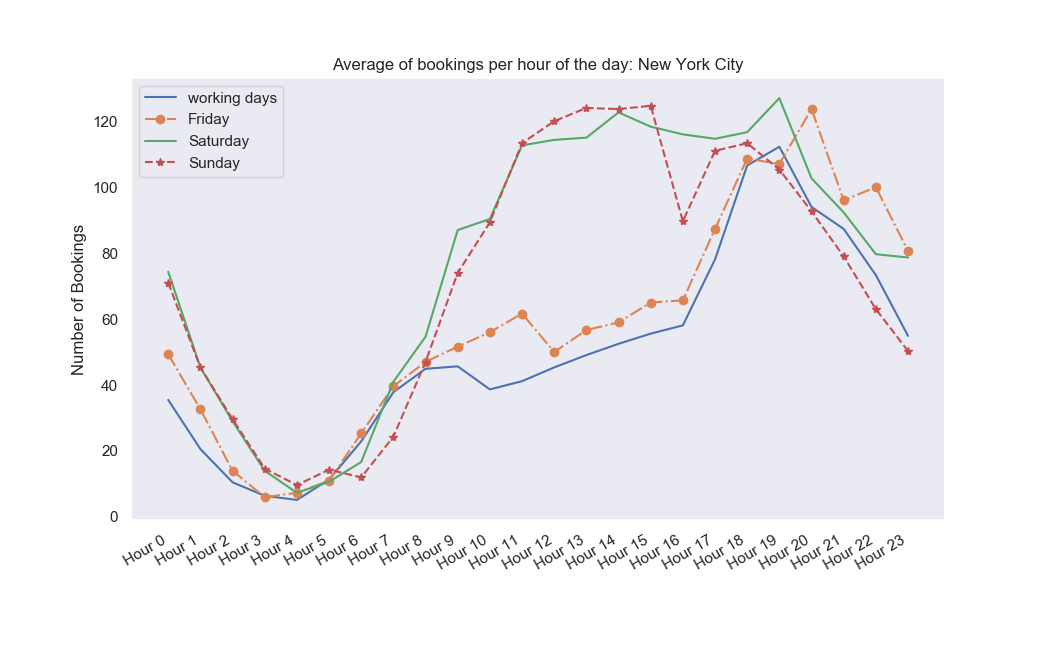 Average of bookings per hour of the day: New York City
working days
Friday
Saturday
Sunday
Number of Bookings
120
100
80
60
40
20
0
Hour 0
Hour 1
Hour 2
Hour 3
Hour 4
Hour 5
Hour 6
Hour 7
Hour 8
Hour 9
Hour 10
Hour 11
Hour 12
Hour 13
Hour 14
Hour 15
Hour 16
Hour 17
Hour 18
Hour 19
Hour 20
Hour 21
Hour 22
Hour 23